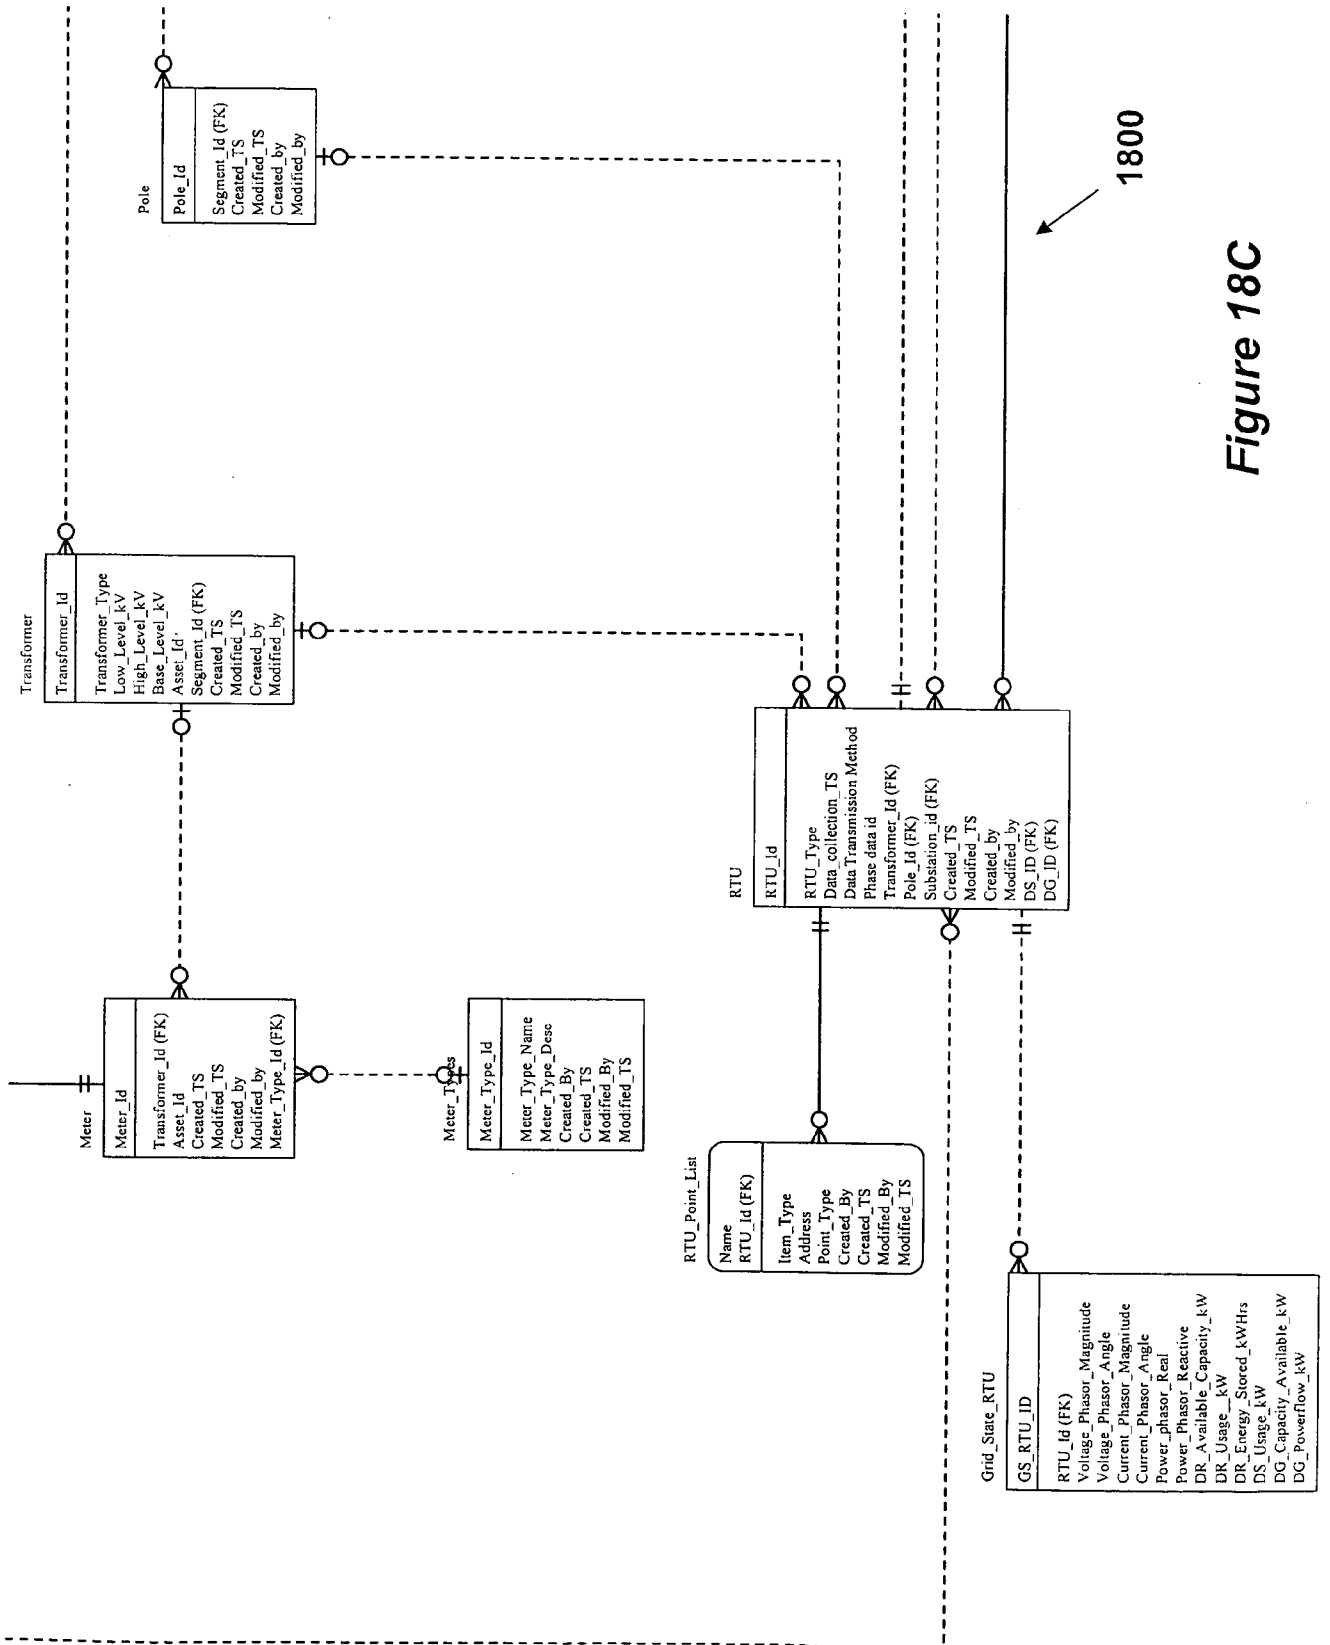 Transformer
Transformer_Id
Transformer_Type
Low_Level_kV
High_Level_kV
Base_Level_kV
Asset_Id
Segment_Id (FK)
Created_TS
Modified_TS
Created_by
Modified_by
Pole
Pole_Id
Segment_Id (FK)
Created_TS
Modified_TS
Created_by
Modified_by
Meter
Meter_Id
Transformer_Id (FK)
Asset_Id
Created_TS
Modified_TS
Created_by
Modified_by
Meter_Type_Id (FK)
Meter_Types
Meter_Type_Id
Meter_Type_Name
Meter_Type_Desc
Created_By
Created_TS
Modified_By
Modified_TS
RTU_Point_List
Name
RTU_Id (FK)
Item_Type
Address
Point_Type
Created_By
Created_TS
Modified_By
Modified_TS
RTU
RTU_Id
RTU_Type
Data_collection_TS
Data Transmission Method
Phase data id
Transformer_Id (FK)
Pole_Id (FK)
Substation_id (FK)
Created_TS
Modified_TS
Created_by
Modified_by
DS_ID (FK)
DG_ID (FK)
Grid_State_RTU
GS_RTU_ID
RTU_Id (FK)
Voltage_Phasor_Magnitude
Voltage_Phasor_Angle
Current_Phasor_Magnitude
Current_Phasor_Angle
Power_phasor_Real
Power_Phasor_Reactive
DR_Available_Capacity_kW
DR_Usage__kW
DR_Energy_Stored_kWHrs
DS_Usage_kW
DG_Capacity_Available_kW
DG_Powerflow_kW
1800
Figure 18C